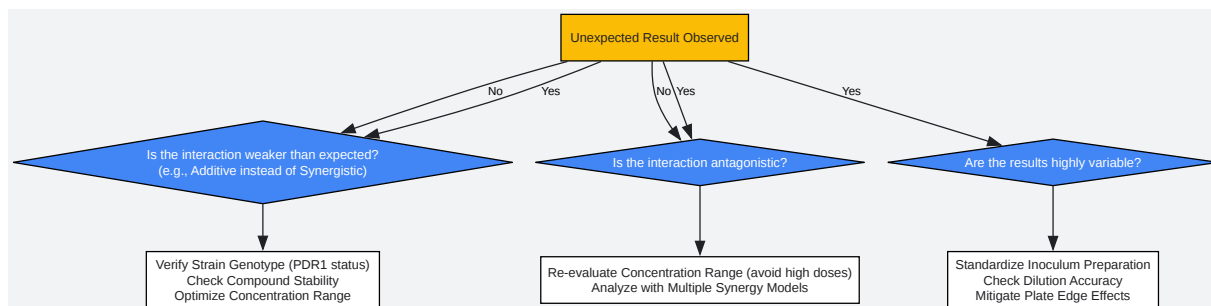 Unexpected Result Observed
No
Yes
No
Yes
Yes
Is the interaction weaker than expected?
(e.g., Additive instead of Synergistic)
Is the interaction antagonistic?
Are the results highly variable?
Verify Strain Genotype (PDR1 status)
Check Compound Stability
Optimize Concentration Range
Re-evaluate Concentration Range (avoid high doses)
Analyze with Multiple Synergy Models
Standardize Inoculum Preparation
Check Dilution Accuracy
Mitigate Plate Edge Effects